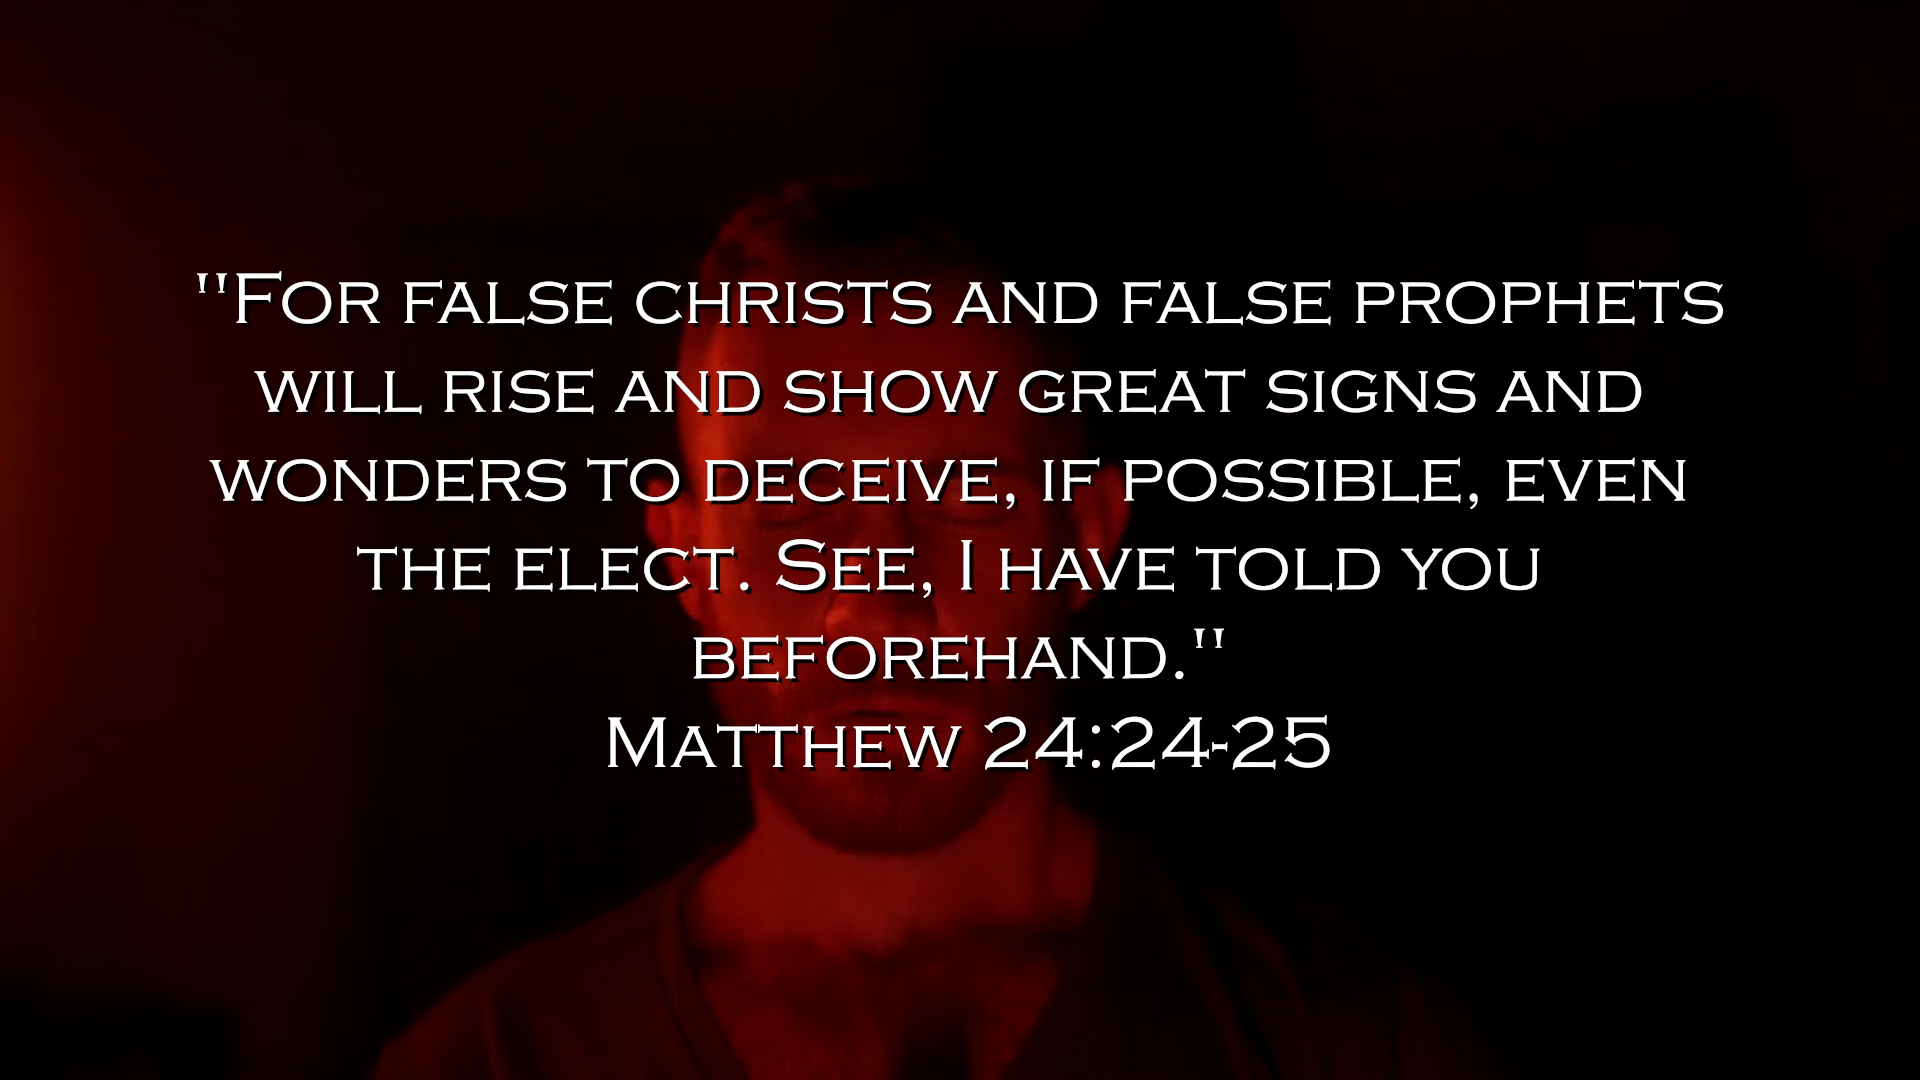 "For false christs and false prophets
will rise and show great signs and
wonders to deceive, if possible, even
the elect. See, I have told you
beforehand."
Matthew 24:24-25